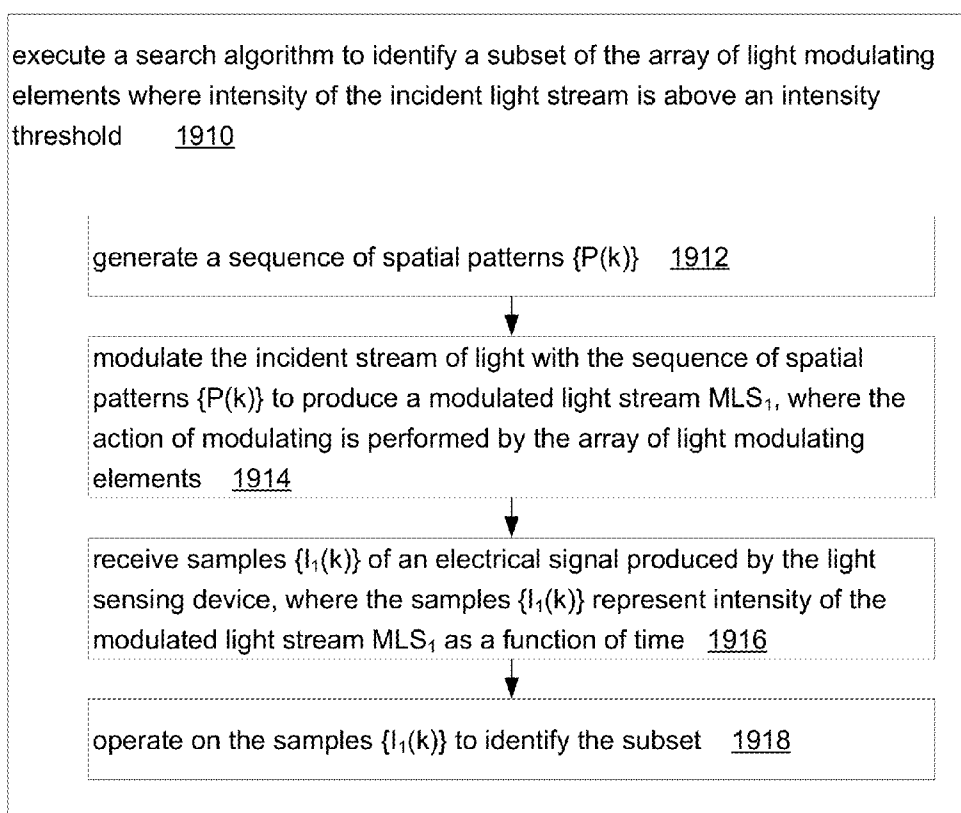 execute a search algorithm to identify a subset of the array of light modulating
elements where intensity of the incident light stream is above an intensity
threshold 1910
generate a sequence of spatial patterns {P(k)} 1912
modulate the incident stream of light with the sequence of spatial
patterns {P(k)} to produce a modulated light stream MLS₁, where the
action of modulating is performed by the array of light modulating
elements 1914
receive samples {I₁(k)} of an electrical signal produced by the light
sensing device, where the samples {I₁(k)} represent intensity of the
modulated light stream MLS₁ as a function of time 1916
operate on the samples {I₁(k)} to identify the subset 1918